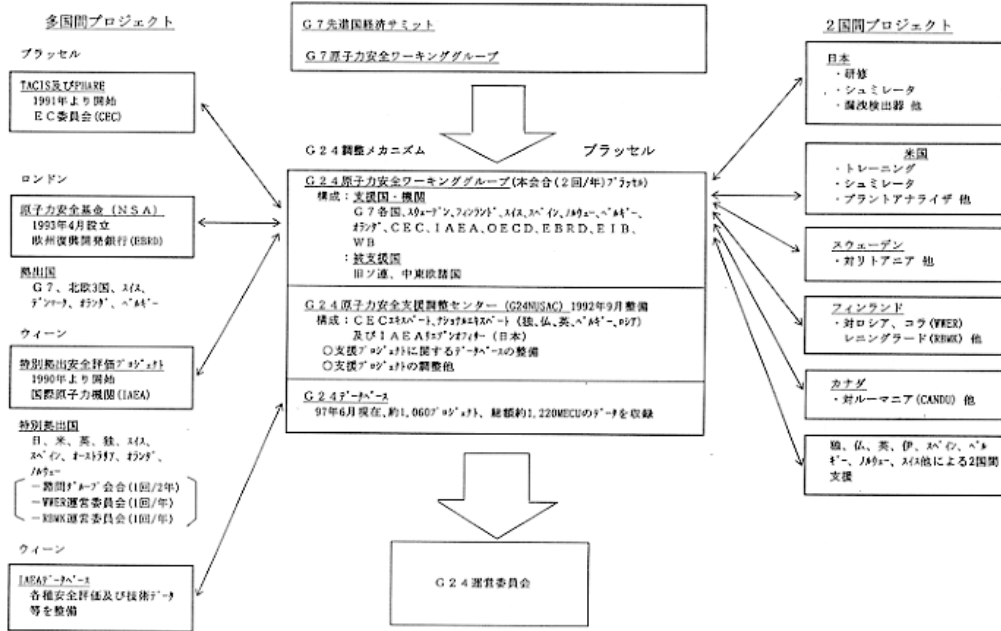 多国間プロジェクト
ブラッセル
TACIS及びPHARE
1991年より開始
ＥＣ委員会(CEC)
ロンドン
原子力安全基金（ＮＳＡ）
1993年4月設立
欧州復興開発銀行(EBRD)
拠出国
Ｇ７、北欧3国、ｽｲｽ、
ﾃﾞﾝﾏｰｸ、ｵﾗﾝﾀﾞ、ﾍﾞﾙｷﾞｰ
ウィーン
特別拠出安全評価プロジェクト
1990年より開始
国際原子力機関(IAEA)
特別拠出国
日、米、英、独、ｽｲｽ、
ｽﾍﾟｲﾝ、ｵｰｽﾄﾗﾘｱ、ｵﾗﾝﾀﾞ、
ﾉﾙｳｪｰ
－諮問ｸﾞﾙｰﾌﾟ会合(1回/2年)
－WWER運営委員会(1回/年)
－RBMK運営委員会(1回/年)
ウィーン
IAEAﾃﾞｰﾀﾍﾞｰｽ
各種安全評価及び技術ﾃﾞｰﾀ
等を整備
Ｇ７先進国経済サミット
Ｇ７原子力安全ワーキンググループ
Ｇ２４調整メカニズム
ブラッセル
Ｇ２４原子力安全ワーキンググループ(本会合(２回/年)ﾌﾞﾗｯｾﾙ)
構成：支援国・機関
Ｇ７各国、ｽｳｪｰﾃﾞﾝ、ﾌｨﾝﾗﾝﾄﾞ、ｽｲｽ、ｽﾍﾟｲﾝ、ﾉﾙｳｪｰ、ﾍﾞﾙｷﾞｰ、
ｵﾗﾝﾀﾞ、ＣＥＣ、ＩＡＥＡ、ＯＥＣＤ、ＥＢＲＤ、ＥＩＢ、
ＷＢ
：被支援国
旧ソ連、中東欧諸国
Ｇ２４原子力安全支援調整センター(G24NUSAC) 1992年9月整備
構成：ＣＥＣｴｷｽﾊﾟｰﾄ、ﾅｼｮﾅﾙｴｷｽﾊﾟｰﾄ（独、仏、英、ﾍﾞﾙｷﾞｰ、ﾛｼｱ）
及びＩＡＥＡﾘｴｿﾞﾝｵﾌｨｻｰ（日本）
○支援ﾌﾟﾛｼﾞｪｸﾄに関するデータベースの整備
○支援ﾌﾟﾛｼﾞｪｸﾄの調整他
Ｇ２４ﾃﾞｰﾀﾍﾞｰｽ
97年6月現在、約1,060ﾌﾟﾛｼﾞｪｸﾄ、総額約1,220MECUのデータを収録
Ｇ２４運営委員会
２国間プロジェクト
日本
・研修
・シュミレータ
・漏洩検出器 他
米国
・トレーニング
・シュミレータ
・プラントアナライザ 他
スウェーデン
・対リトアニア 他
フィンランド
・対ロシア、コラ(WWER)
レニングラード(RBMK) 他
カナダ
・対ルーマニア(CANDU) 他
独、仏、英、伊、ｽﾍﾟｲﾝ、ﾍﾞﾙ
ｷﾞｰ、ﾉﾙｳｪｰ、ｽｲｽ他による2国間
支援